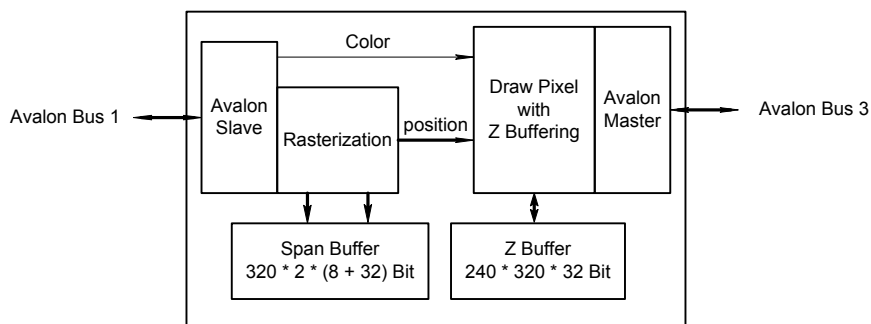 Color
Avalon Bus 1
Avalon
Slave
Rasterization
position
Draw Pixel
with
Z Buffering
Avalon
Master
Avalon Bus 3
Span Buffer
320 * 2 * (8 + 32) Bit
Z Buffer
240 * 320 * 32 Bit